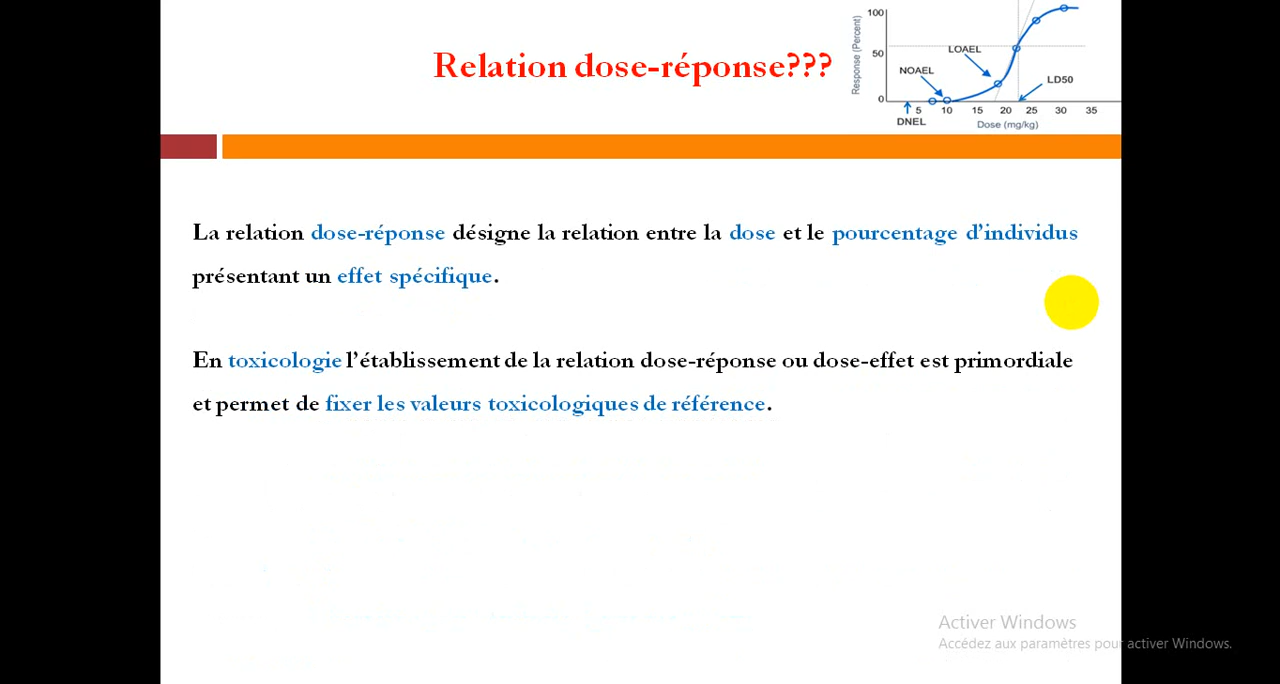 Relation dose-réponse???
Response (Percent)
100
50
0
LOAEL
NOAEL
LD50
5 10 15 20 25 30 35
DNEL
Dose (mg/kg)
La relation dose-réponse désigne la relation entre la dose et le pourcentage d'individus
présentant un effet spécifique.
En toxicologie l'établissement de la relation dose-réponse ou dose-effet est primordiale
et permet de fixer les valeurs toxicologiques de référence.
Activer Windows
Accédez aux paramètres pour activer Windows.